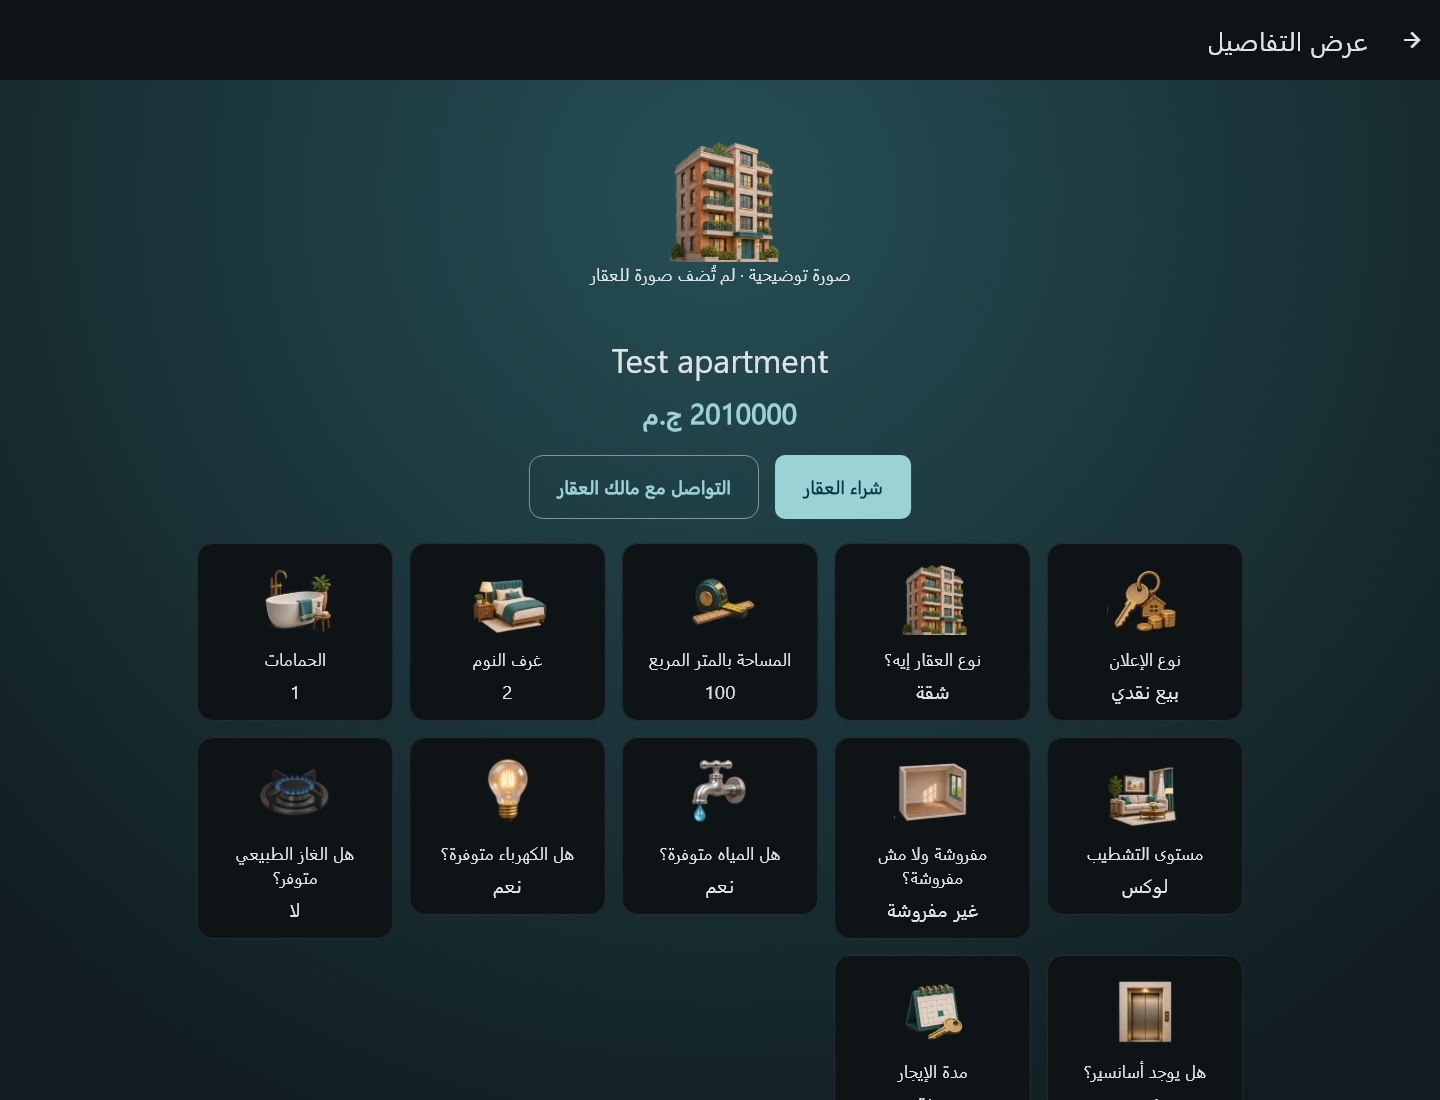 عرض التفاصيل
صورة توضيحية · لم تُضف صورة للعقار
Test apartment
2010000 ج.م
شراء العقار
التواصل مع مالك العقار
نوع الإعلان
بيع نقدي
نوع العقار إيه؟
شقة
المساحة بالمتر المربع
100
غرف النوم
2
الحمامات
1
مستوى التشطيب
لوكس
مفروشة ولا مش
مفروشة؟
غير مفروشة
هل المياه متوفرة؟
نعم
هل الكهرباء متوفرة؟
نعم
هل الغاز الطبيعي
متوفر؟
لا
هل يوجد أسانسير؟
مدة الإيجار